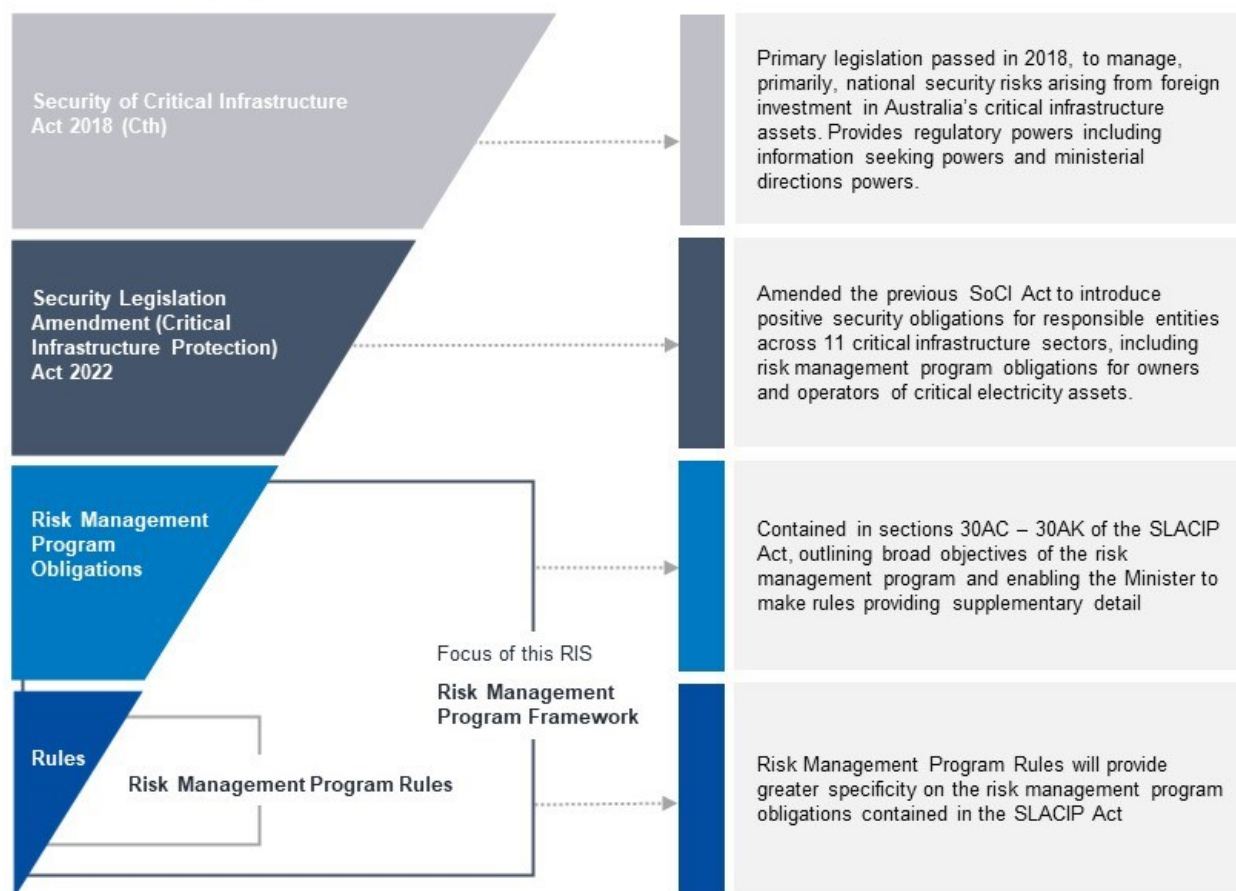 Security of Critical Infrastructure
Act 2018 (Cth)
Primary legislation passed in 2018, to manage,
primarily, national security risks arising from foreign
investment in Australia's critical infrastructure
assets. Provides regulatory powers including
information seeking powers and ministerial
directions powers.
Security Legislation
Amendment (Critical
Infrastructure Protection)
Act 2022
Amended the previous SoCI Act to introduce
positive security obligations for responsible entities
across 11 critical infrastructure sectors, including
risk management program obligations for owners
and operators of critical electricity assets.
Risk Management
Program
Obligations
Contained in sections 30AC – 30AK of the SLACIP
Act, outlining broad objectives of the risk
management program and enabling the Minister to
make rules providing supplementary detail
Focus of this RIS
Risk Management
Program Framework
Rules
Risk Management Program Rules
Risk Management Program Rules will provide
greater specificity on the risk management program
obligations contained in the SLACIP Act